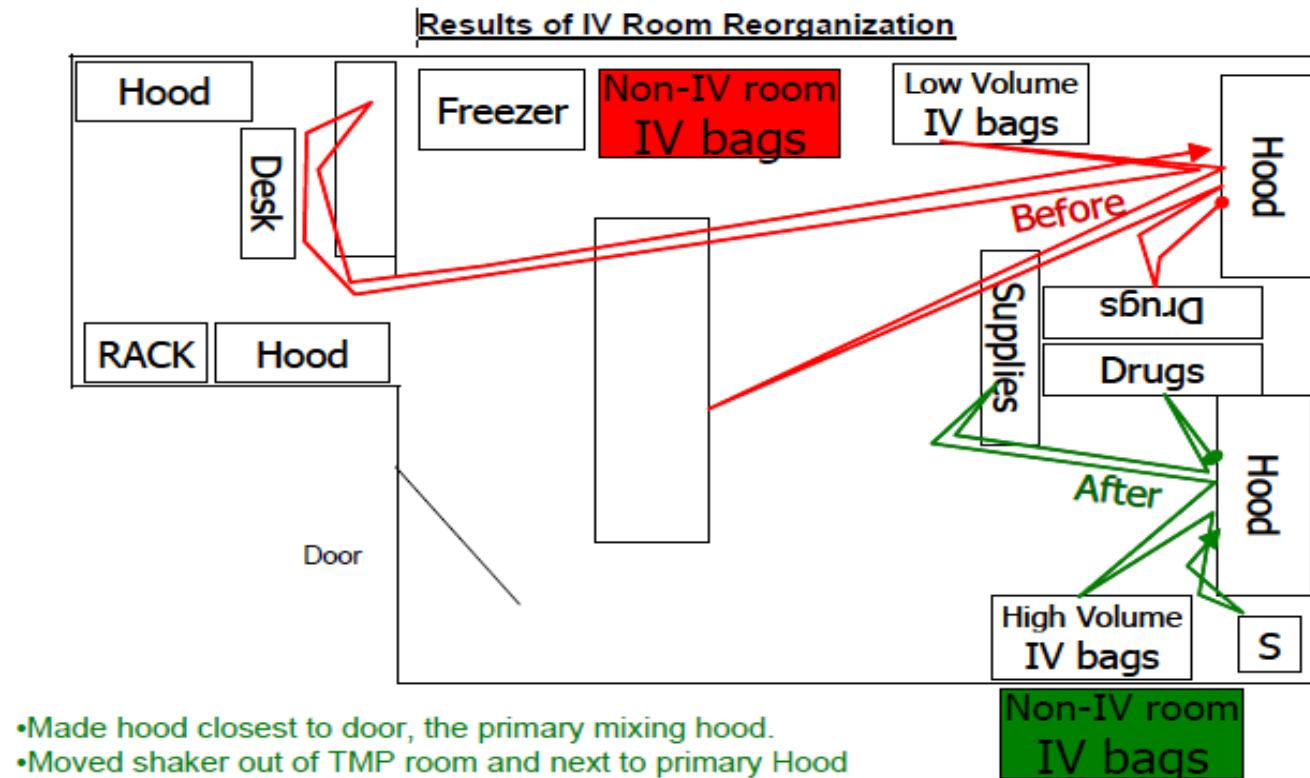 Results of IV Room Reorganization
Hood
Freezer
Non-IV room
IV bags
Low Volume
IV bags
Hood
Desk
Before
Supplies
Drugs
RACK
Hood
Drugs
After
Hood
Door
High Volume
IV bags
S
Non-IV room
IV bags
•Made hood closest to door, the primary mixing hood.
•Moved shaker out of TMP room and next to primary Hood